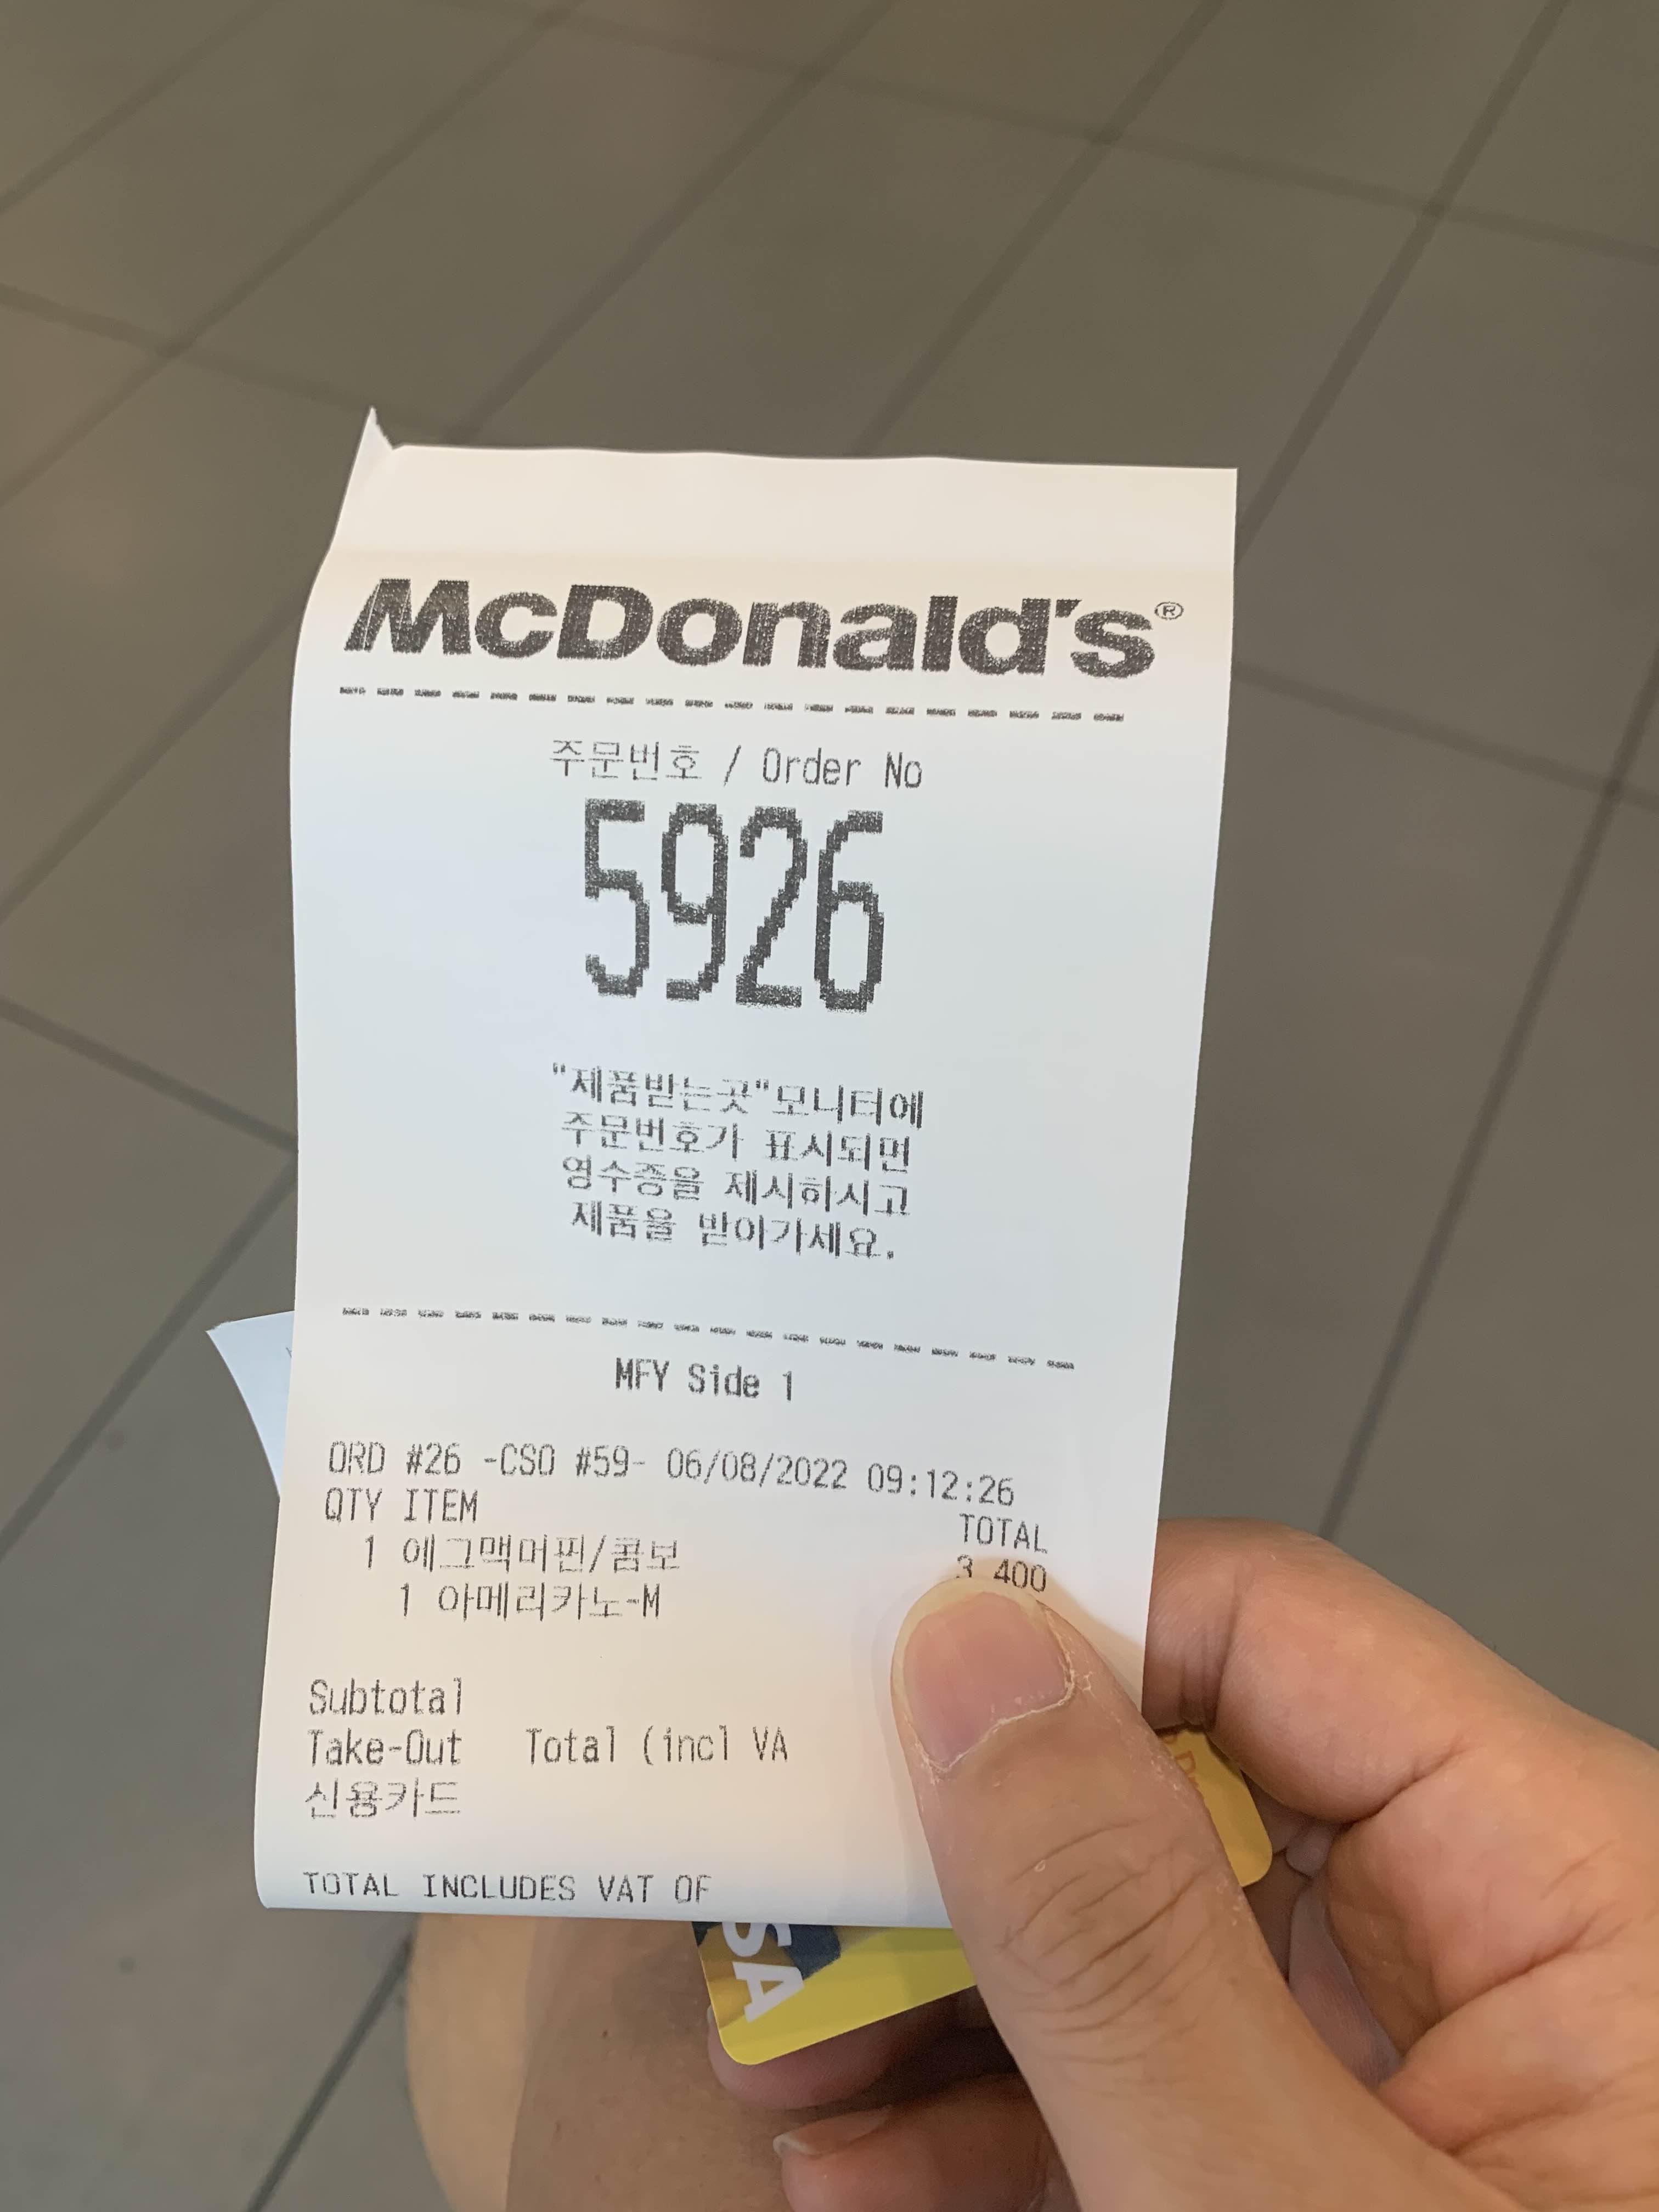 McDonald's®
주문번호 / Order No
5926
"제품받는곳"모니터에
주문번호가 표시되면
영수증을 제시하시고
제품을 받아가세요.
MFY Side 1
ORD #26 -CSO #59- 06/08/2022 09:12:26
QTY ITEM TOTAL
1 에그맥머핀/콤보 3,400
1 아메리카노-M
Subtotal
Take-Out Total (incl VA
신용카드
TOTAL INCLUDES VAT OF
SA